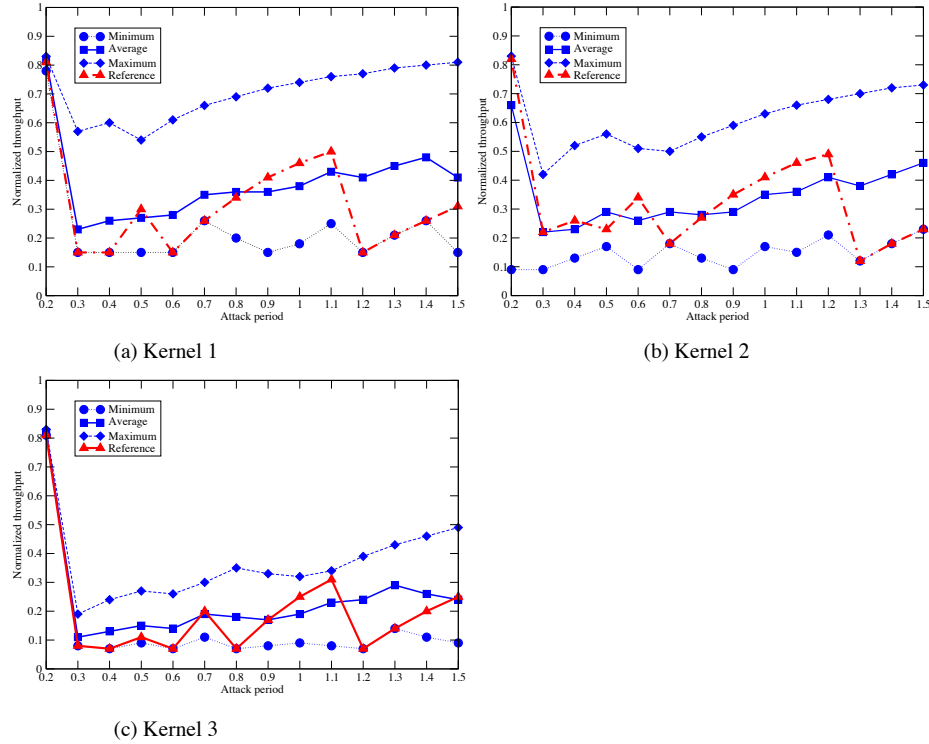 1
0.9
0.8
0.7
0.6
0.5
0.4
0.3
0.2
0.1
0
Normalized throughput
Minimum
Average
Maximum
Reference
0.2 0.3 0.4 0.5 0.6 0.7 0.8 0.9 1 1.1 1.2 1.3 1.4 1.5
Attack period
(a) Kernel 1
1
0.9
0.8
0.7
0.6
0.5
0.4
0.3
0.2
0.1
0
Normalized throughput
Minimum
Average
Maximum
Reference
0.2 0.3 0.4 0.5 0.6 0.7 0.8 0.9 1 1.1 1.2 1.3 1.4 1.5
Attack period
(b) Kernel 2
1
0.9
0.8
0.7
0.6
0.5
0.4
0.3
0.2
0.1
0
Normalized throughput
Minimum
Average
Maximum
Reference
0.2 0.3 0.4 0.5 0.6 0.7 0.8 0.9 1 1.1 1.2 1.3 1.4 1.5
Attack period
(c) Kernel 3